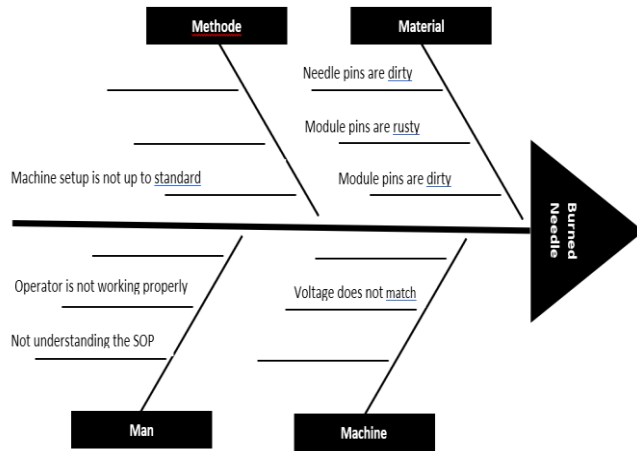 Methode
Material
Needle pins are dirty
Module pins are rusty
Machine setup is not up to standard
Module pins are dirty
Burned
Needle
Operator is not working properly
Voltage does not match
Not understanding the SOP
Man
Machine